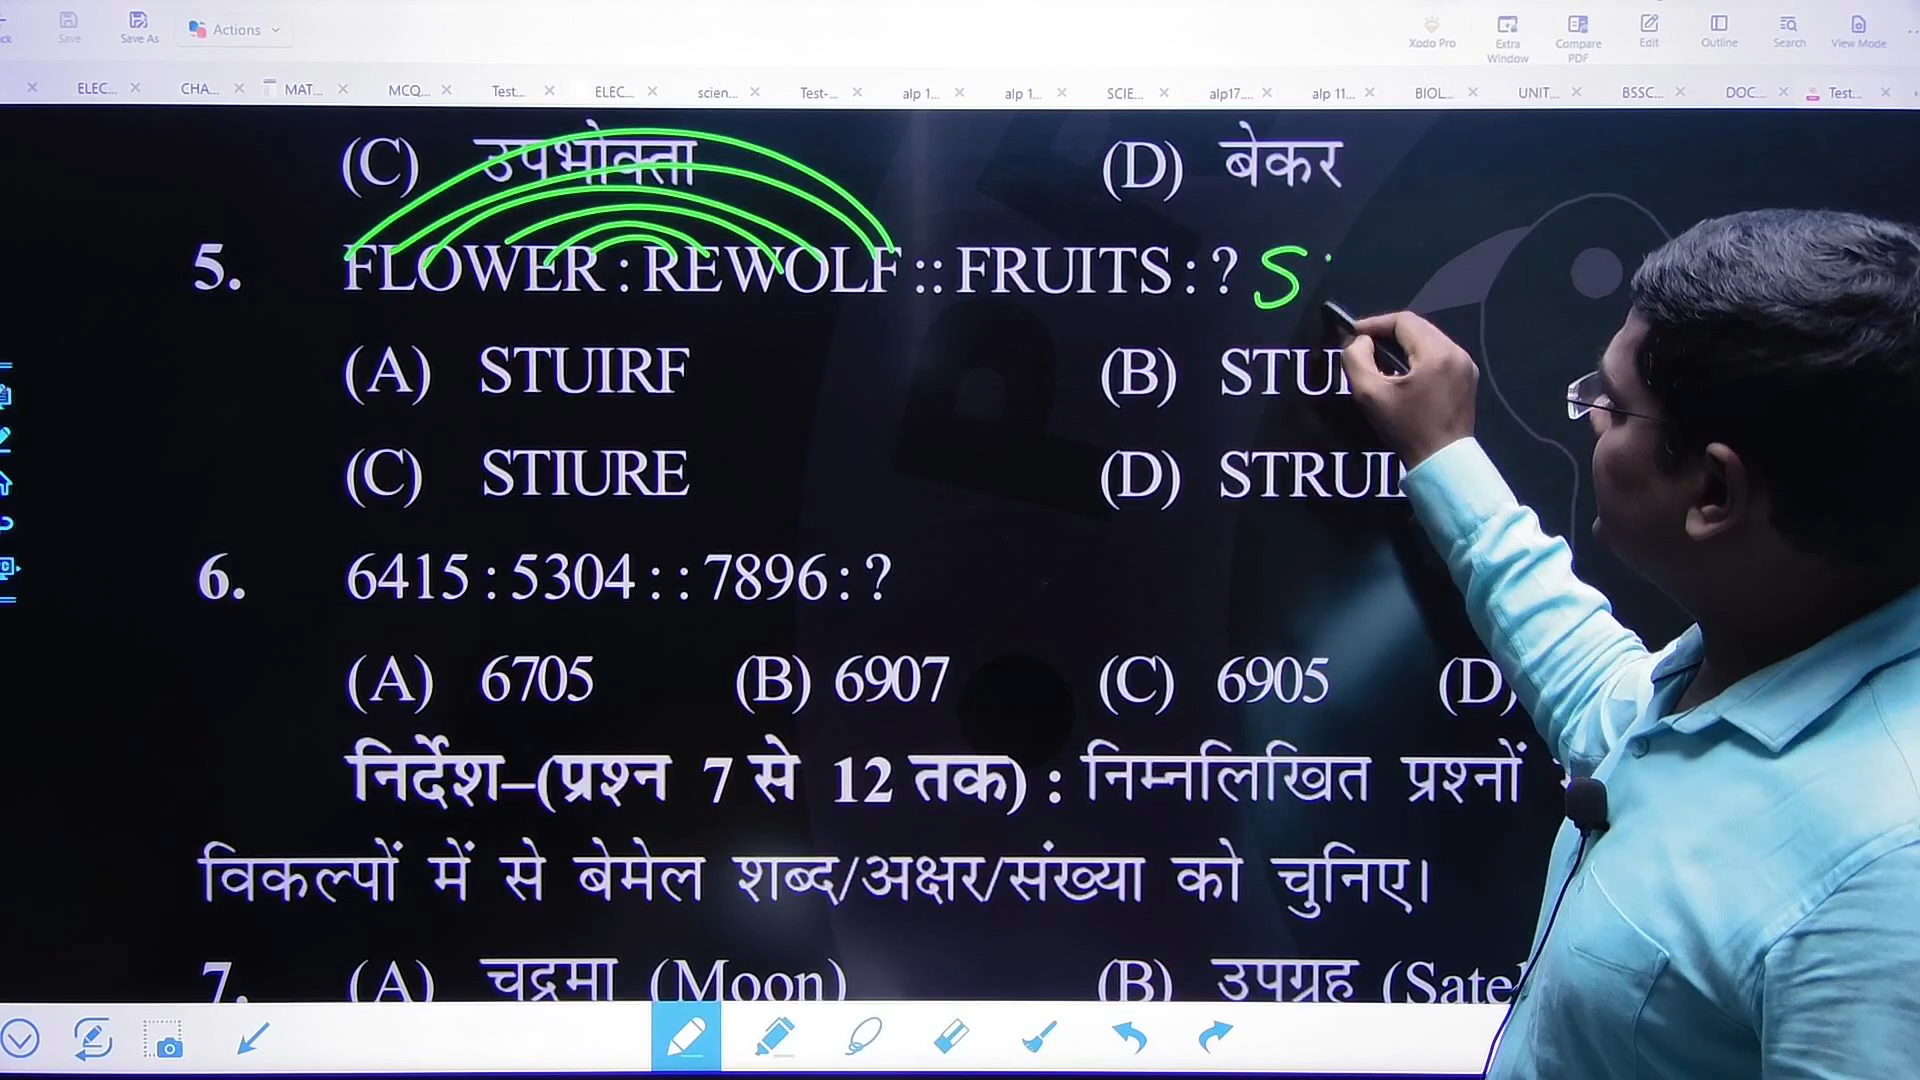 Save Save As Actions Xodo Pro Extra Window Compare PDF Edit Outline Search View Mode
ELEC... CHA... MAT... MCQ... Test... ELEC... scien... Test-... alp 1... alp 1... SCIE... alp17.... alp 11... BIOL... UNIT... BSSC... DOC... Test...
(C) उपभोक्ता (D) बेकर
5. FLOWER : REWOLF :: FRUITS : ? S
(A) STUIRF (B)
(C) STIURE (D)
6. 6415 : 5304 : : 7896 : ?
(A) 6705 (B) 6907 (C) 6905 (D)
निर्देश–(प्रश्न 7 से 12 तक) : निम्नलिखित प्रश्नों
विकल्पों में से बेमेल शब्द/अक्षर/संख्या को चुनिए।
7. (A) चद्रमा (Moon) (B) उपग्रह